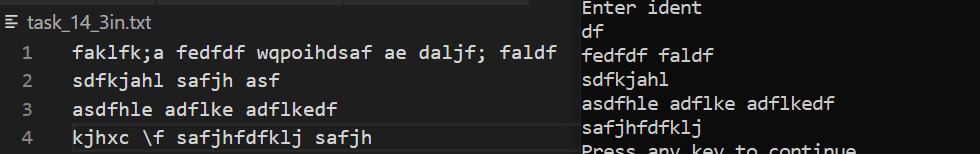 task_14_3in.txt
1 faklfk;a fedfdf wqpoihdsaf ae daljf; faldf
2 sdfkjahl safjh asf
3 asdfhle adflke adflkedf
4 kjhxc \f safjhfdfklj safjh
Enter ident
df
fedfdf faldf
sdfkjahl
asdfhle adflke adflkedf
safjhfdfklj
Press any key to continue